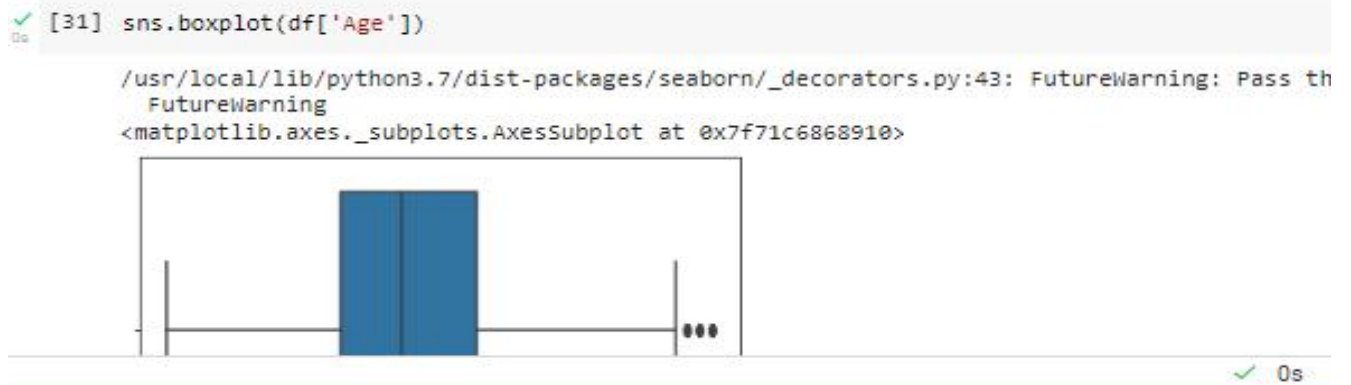 [31] sns.boxplot(df['Age'])
0s
/usr/local/lib/python3.7/dist-packages/seaborn/_decorators.py:43: FutureWarning: Pass th
FutureWarning
<matplotlib.axes._subplots.AxesSubplot at 0x7f71c6868910>
0s